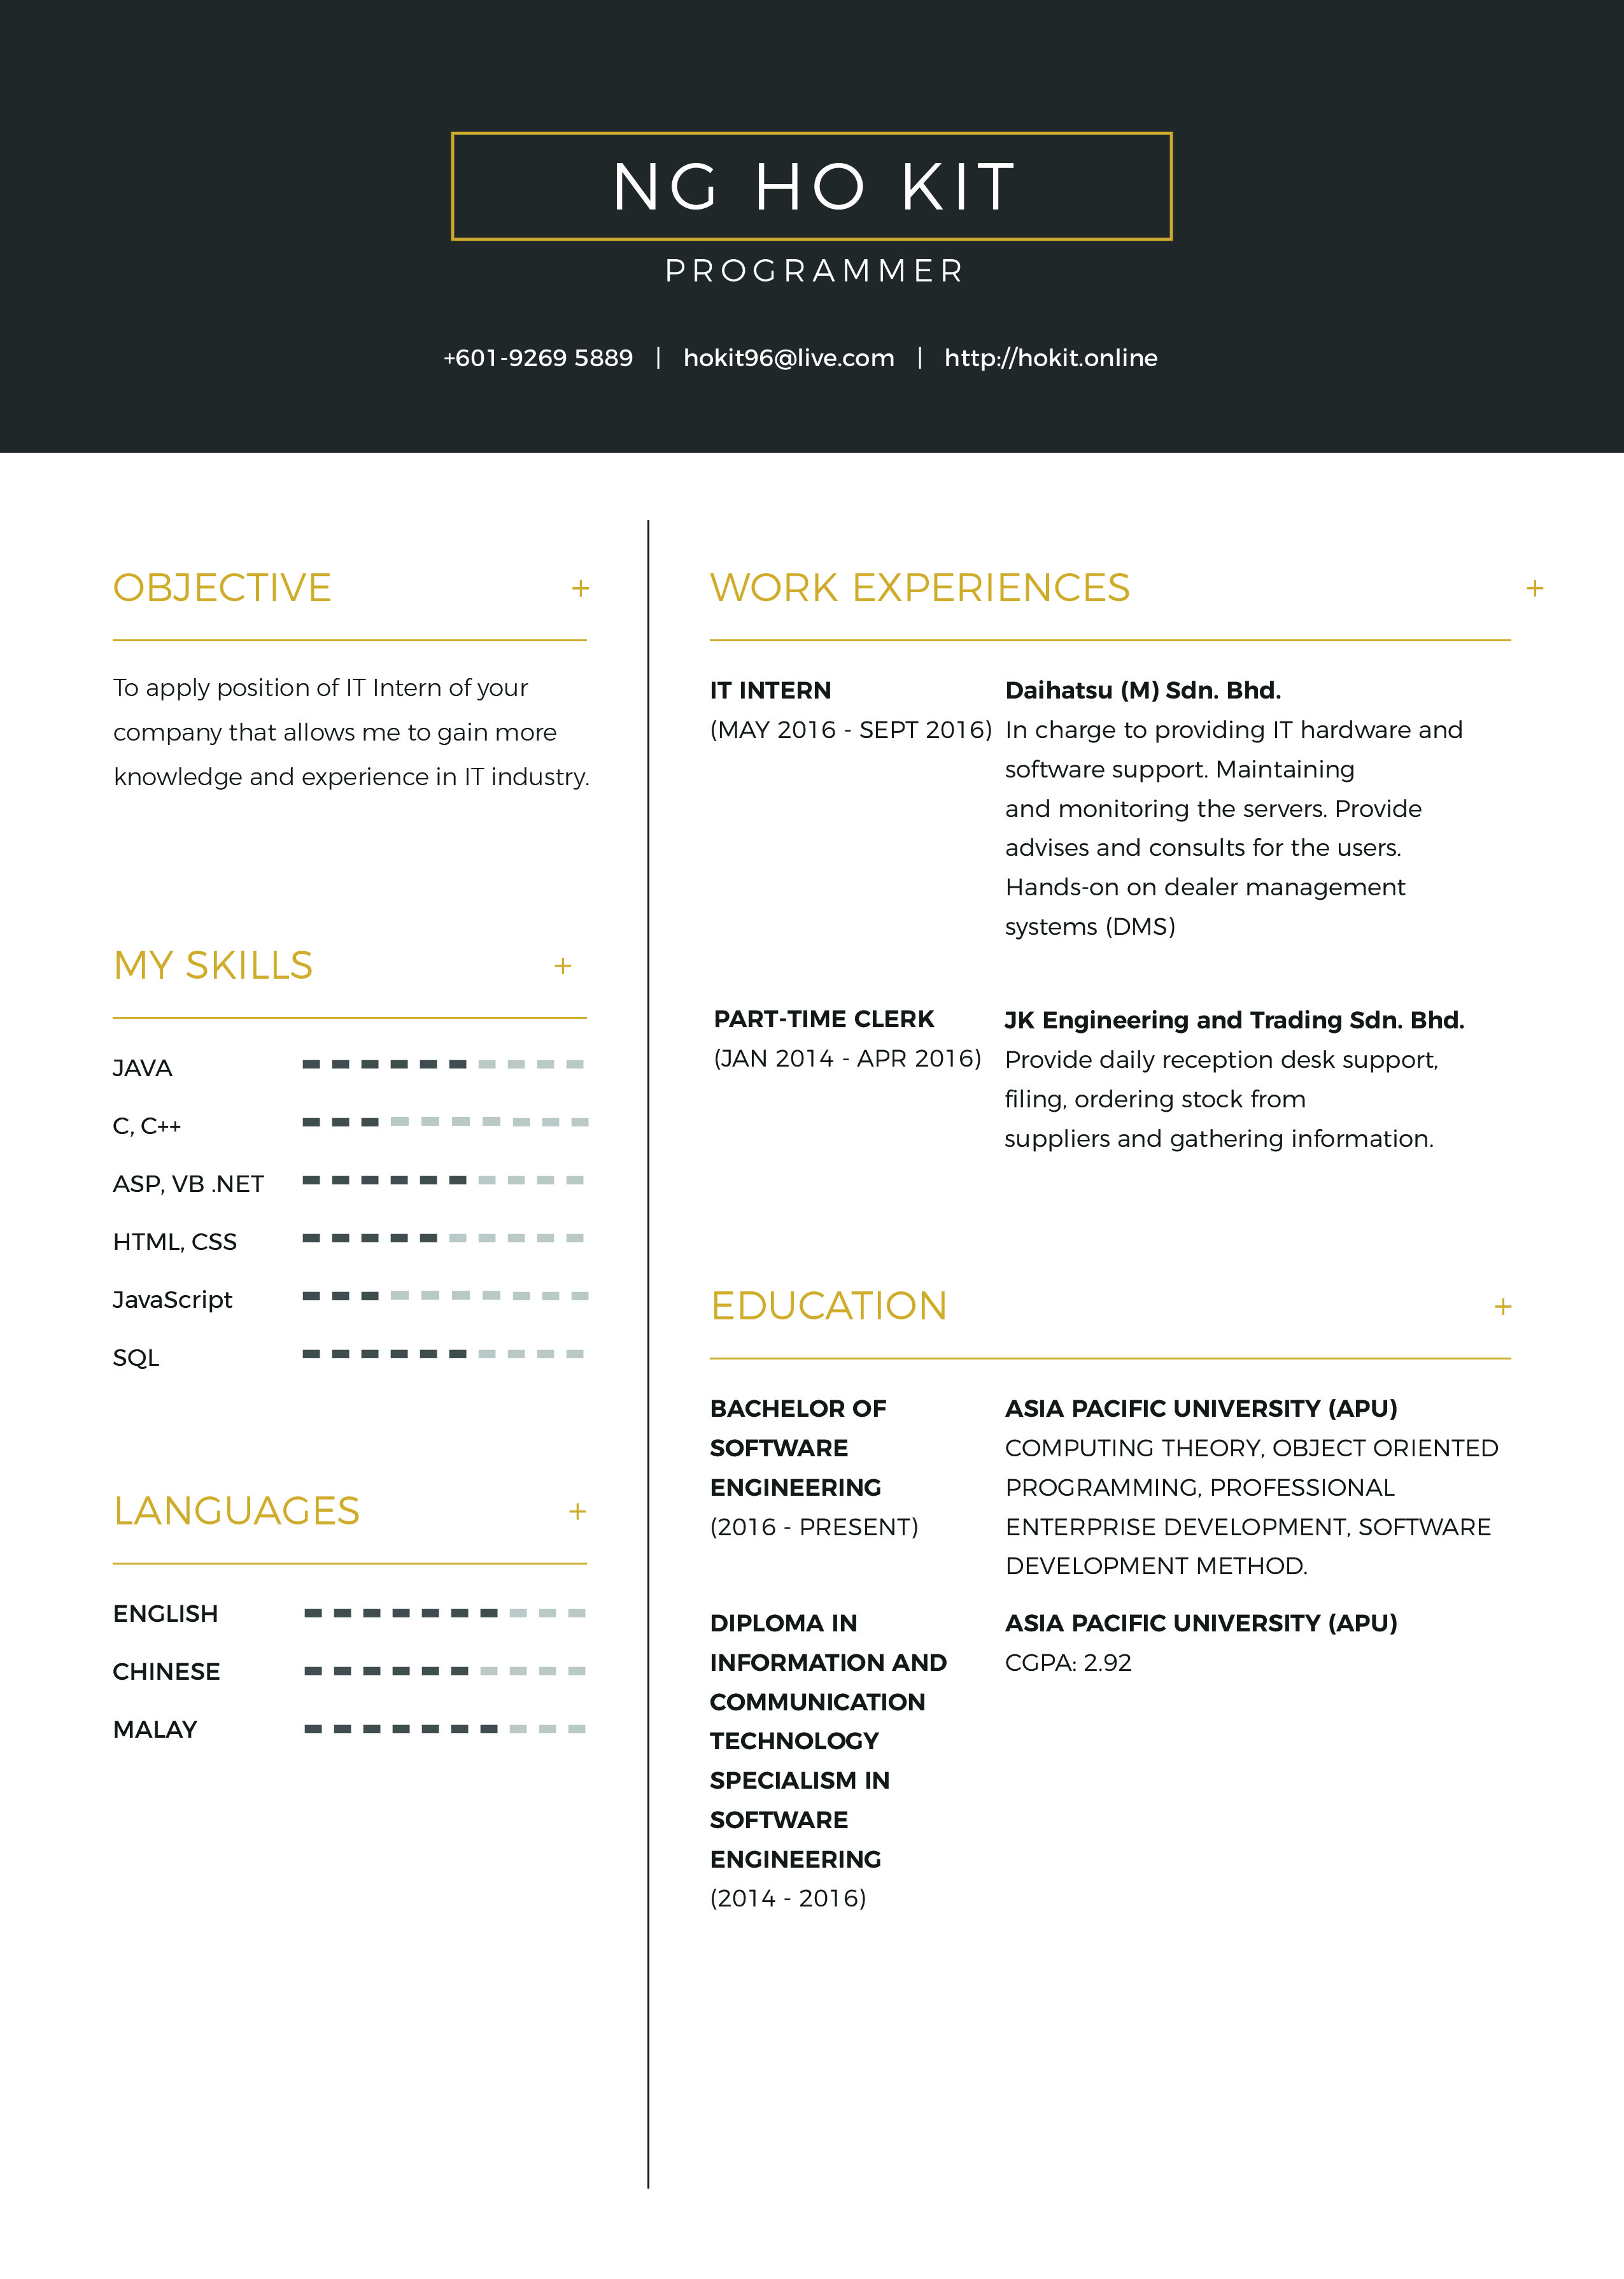 NG HO KIT
PROGRAMMER
+601-9269 5889 | hokit96@live.com | http://hokit.online
OBJECTIVE +
To apply position of IT Intern of your
company that allows me to gain more
knowledge and experience in IT industry.
MY SKILLS +
JAVA
C, C++
ASP, VB .NET
HTML, CSS
JavaScript
SQL
LANGUAGES +
ENGLISH
CHINESE
MALAY
WORK EXPERIENCES +
IT INTERN
(MAY 2016 - SEPT 2016)
Daihatsu (M) Sdn. Bhd.
In charge to providing IT hardware and
software support. Maintaining
and monitoring the servers. Provide
advises and consults for the users.
Hands-on on dealer management
systems (DMS)
PART-TIME CLERK
(JAN 2014 - APR 2016)
JK Engineering and Trading Sdn. Bhd.
Provide daily reception desk support,
filing, ordering stock from
suppliers and gathering information.
EDUCATION +
BACHELOR OF
SOFTWARE
ENGINEERING
(2016 - PRESENT)
ASIA PACIFIC UNIVERSITY (APU)
COMPUTING THEORY, OBJECT ORIENTED
PROGRAMMING, PROFESSIONAL
ENTERPRISE DEVELOPMENT, SOFTWARE
DEVELOPMENT METHOD.
DIPLOMA IN
INFORMATION AND
COMMUNICATION
TECHNOLOGY
SPECIALISM IN
SOFTWARE
ENGINEERING
(2014 - 2016)
ASIA PACIFIC UNIVERSITY (APU)
CGPA: 2.92